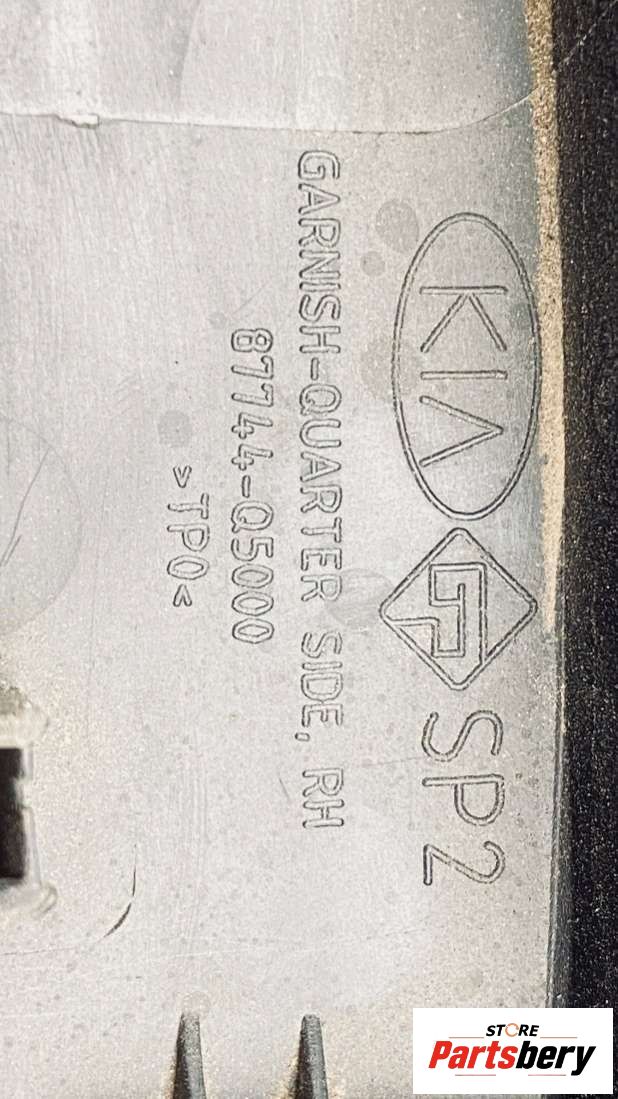 KIA SP2
GARNISH-QUARTER SIDE, RH
87744-Q5000
>TPO<
STORE
Partsbery